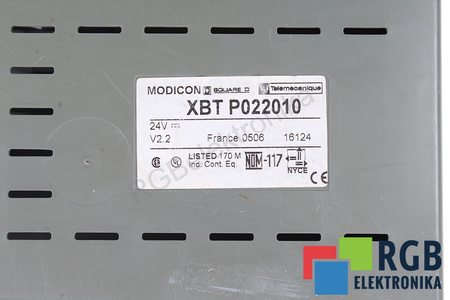 MODICON SQUARE D Telemecanique
XBT P022010
24V
V2.2 France 0506 16124
LISTED 170 M
Ind. Cont. Eq.
NOM-117
NYCE
CE
RGBelektronika
RGB
ELEKTRONIKA